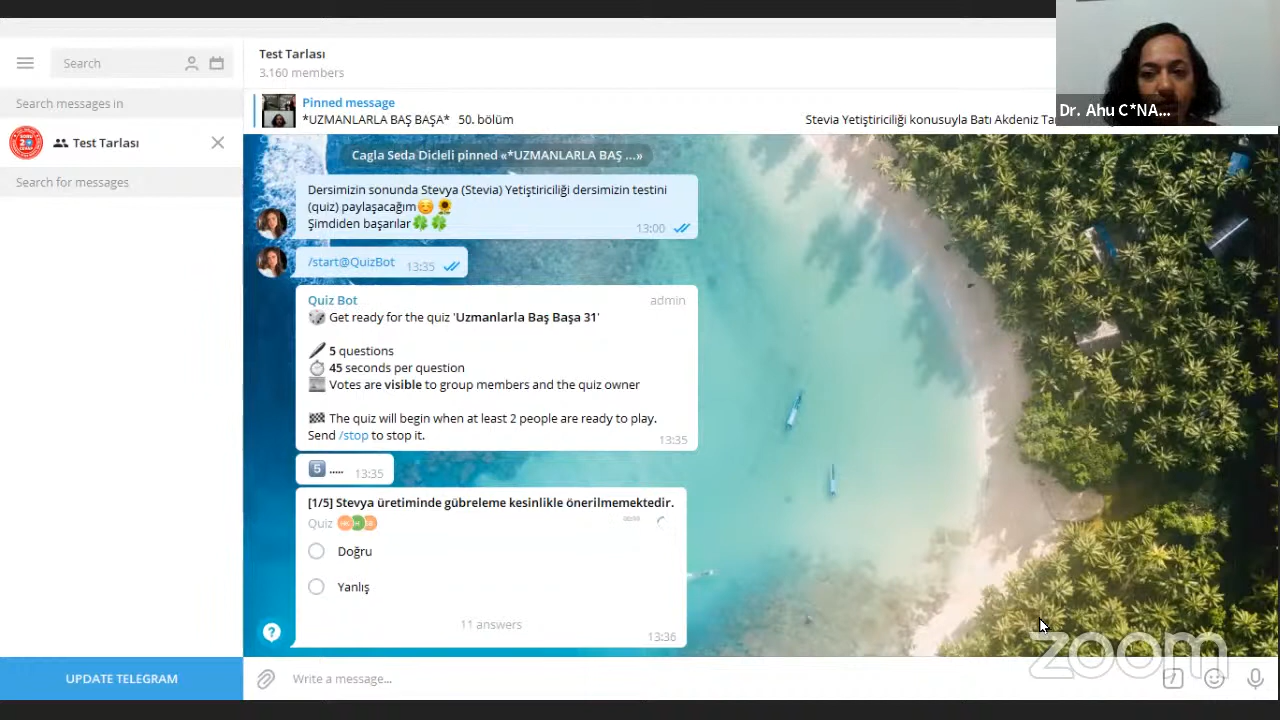 Search
Test Tarlası
3.160 members
Search messages in
Test Tarlası
Search for messages
Pinned message
*UZMANLARLA BAŞ BAŞA* 50. bölüm
Stevia Yetiştiriciliği konusuyla Batı Akdeniz
Dr. Ahu C*NA...
Cagla Seda Dicleli pinned «*UZMANLARLA BAŞ ...»
Dersimizin sonunda Stevya (Stevia) Yetiştiriciliği dersimizin testini
(quiz) paylaşacağım☺️🌻
Şimdiden başarılar🍀🍀
13:00
/start@QuizBot 13:35
Quiz Bot admin
🎲 Get ready for the quiz 'Uzmanlarla Baş Başa 31'
🖊 5 questions
⏱ 45 seconds per question
Votes are visible to group members and the quiz owner
🏁 The quiz will begin when at least 2 people are ready to play.
Send /stop to stop it.
13:35
5️⃣ ..... 13:35
[1/5] Stevya üretiminde gübreleme kesinlikle önerilmemektedir.
Quiz
Doğru
Yanlış
11 answers
13:36
UPDATE TELEGRAM
Write a message...
zoom